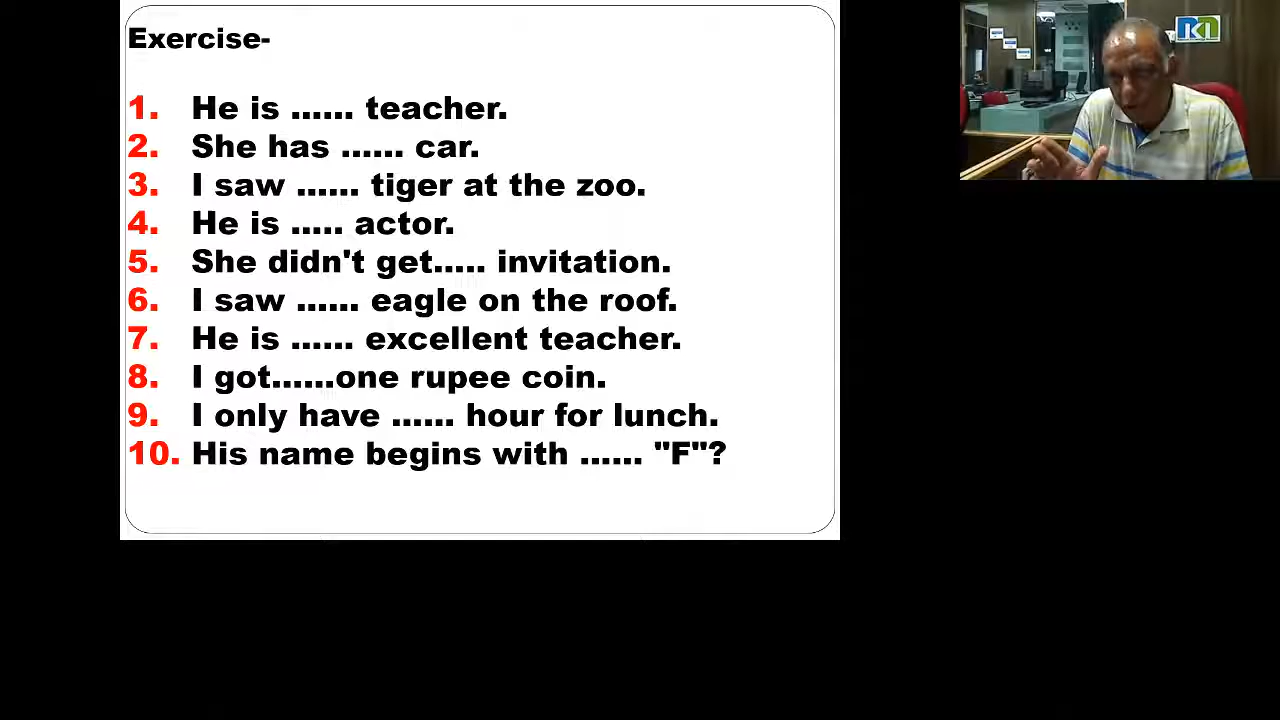 Exercise-
1. He is ...... teacher.
2. She has ...... car.
3. I saw ...... tiger at the zoo.
4. He is ..... actor.
5. She didn't get..... invitation.
6. I saw ...... eagle on the roof.
7. He is ...... excellent teacher.
8. I got......one rupee coin.
9. I only have ...... hour for lunch.
10. His name begins with ...... "F"?